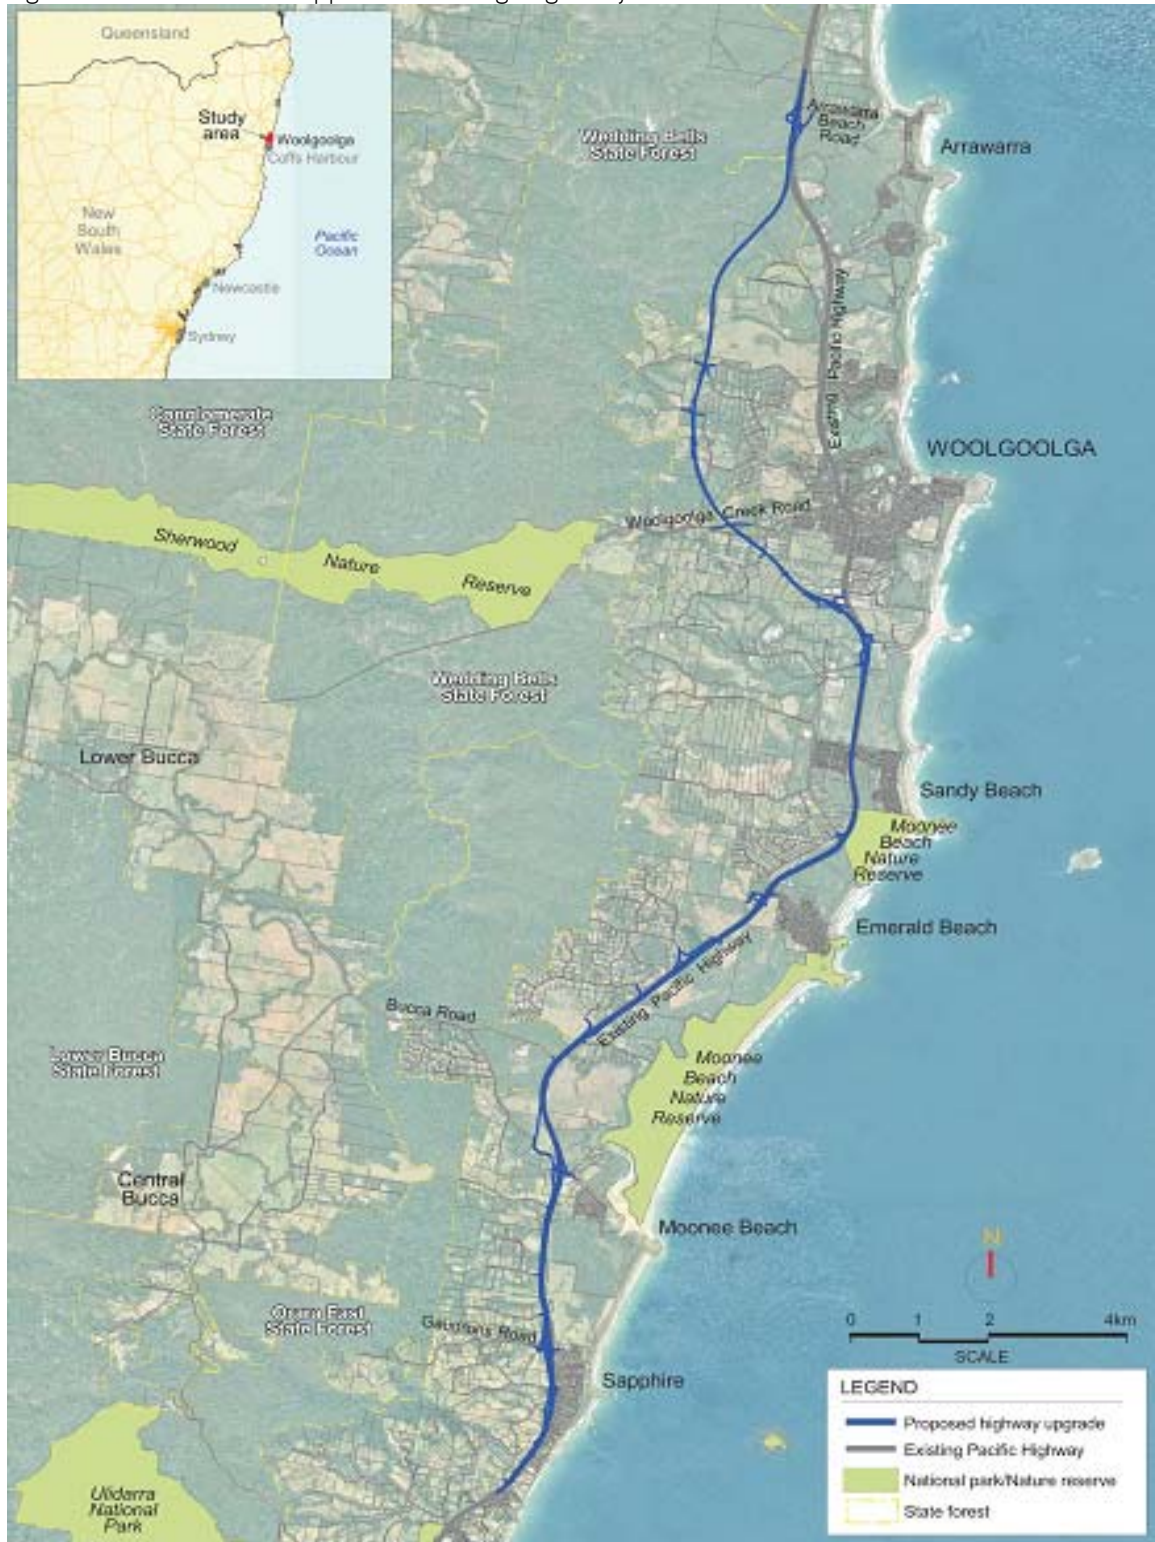 Queensland
Study
area
Woolgoolga
Coffs Harbour
New
South
Wales
Pacific
Ocean
Newcastle
Sydney
Wedding Bells
State Forest
Arrawarra
Beach
Road
Arrawarra
Existing Pacific Highway
Conglomerate
State Forest
WOOLGOOLGA
Woolgoolga Creek Road
Sherwood Nature Reserve
Wedding Bells
State Forest
Lower Bucca
Sandy Beach
Moonee
Beach
Nature
Reserve
Emerald Beach
Existing Pacific Highway
Bucca Road
Lower Bucca
State Forest
Moonee
Beach
Nature
Reserve
Central
Bucca
Moonee Beach
N
Orara East
State Forest
Gaudrons Road
Sapphire
0 1 2 4km
SCALE
LEGEND
Proposed highway upgrade
Existing Pacific Highway
National park/Nature reserve
State forest
Ulidarra
National
Park